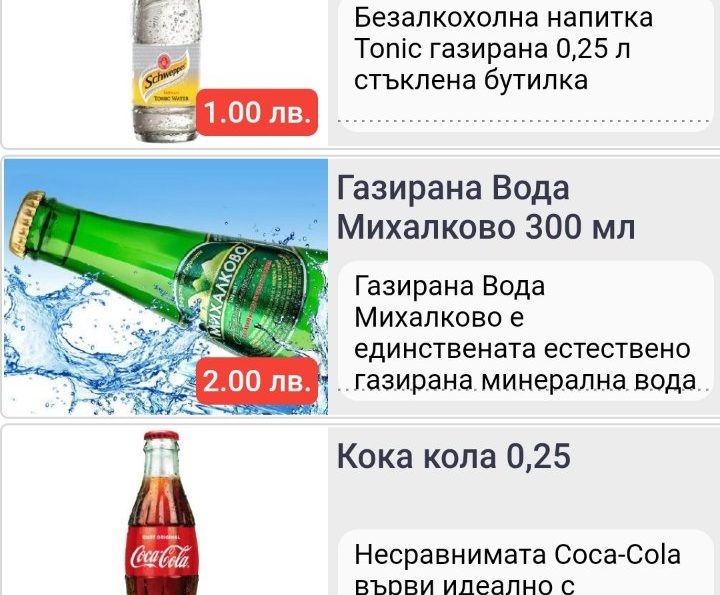 Безалкохолна напитка
Tonic газирана 0,25 л
стъклена бутилка
Schweppes
TONIC WATER
1.00 лв.
Газирана Вода
Михалково 300 мл
Газирана Вода
Михалково е
единствената естествено
газирана минерална вода
МИХАЛКОВО
2.00 лв.
Кока кола 0,25
Несравнимата Coca-Cola
върви идеално с
Coca-Cola